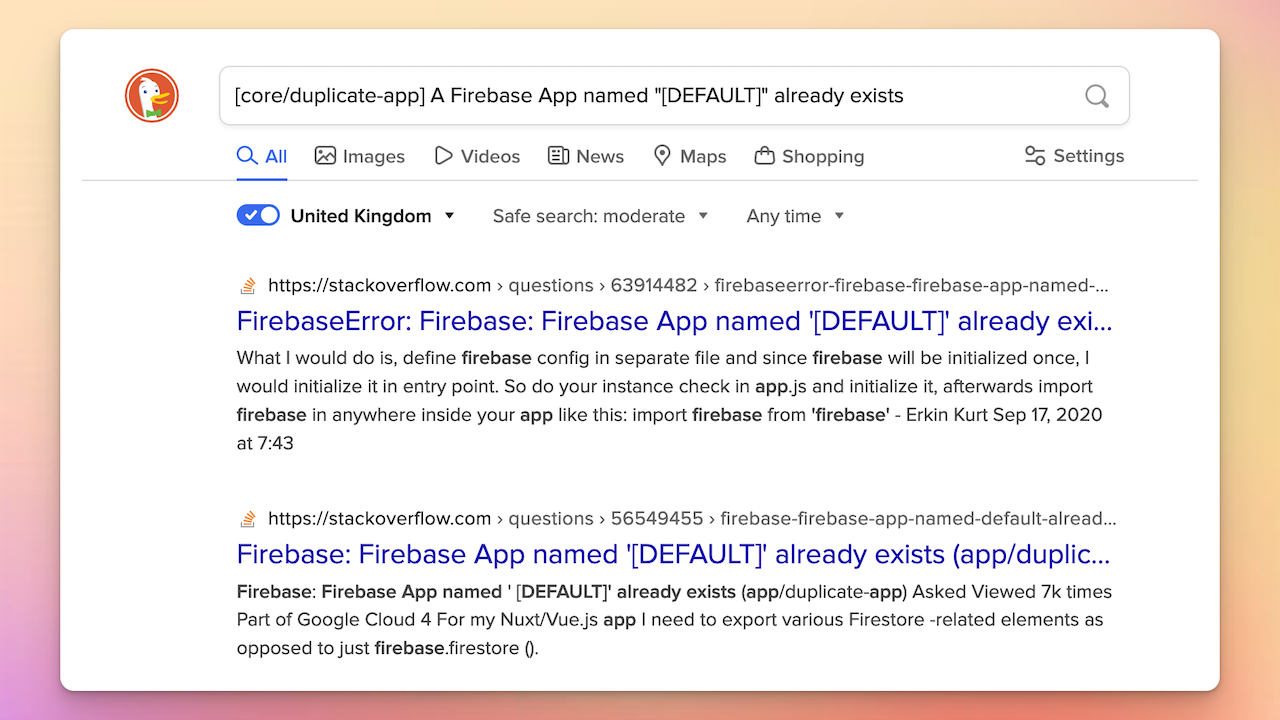 [core/duplicate-app] A Firebase App named "[DEFAULT]" already exists
All Images Videos News Maps Shopping Settings
United Kingdom Safe search: moderate Any time
https://stackoverflow.com › questions › 63914482 › firebaseerror-firebase-firebase-app-named-...
FirebaseError: Firebase: Firebase App named '[DEFAULT]' already exi...
What I would do is, define firebase config in separate file and since firebase will be initialized once, I
would initialize it in entry point. So do your instance check in app.js and initialize it, afterwards import
firebase in anywhere inside your app like this: import firebase from 'firebase' - Erkin Kurt Sep 17, 2020
at 7:43
https://stackoverflow.com › questions › 56549455 › firebase-firebase-app-named-default-alread...
Firebase: Firebase App named '[DEFAULT]' already exists (app/duplic...
Firebase: Firebase App named ' [DEFAULT]' already exists (app/duplicate-app) Asked Viewed 7k times
Part of Google Cloud 4 For my Nuxt/Vue.js app I need to export various Firestore -related elements as
opposed to just firebase.firestore ().